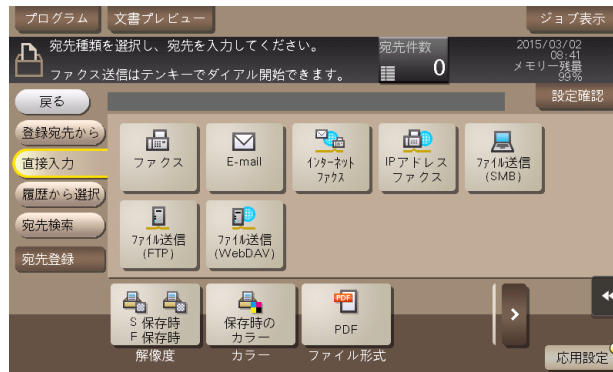 プログラム
文書プレビュー
ジョブ表示
宛先種類を選択し、宛先を入力してください。
ファクス送信はテンキーでダイアル開始できます。
宛先件数
0
2015/03/02
08:41
メモリー残量
99%
戻る
設定確認
登録宛先から
直接入力
履歴から選択
宛先検索
宛先登録
ファクス
E-mail
インターネット
ファクス
IPアドレス
ファクス
ファイル送信
(SMB)
ファイル送信
(FTP)
ファイル送信
(WebDAV)
S 保存時
F 保存時
解像度
保存時の
カラー
カラー
PDF
PDF
ファイル形式
応用設定